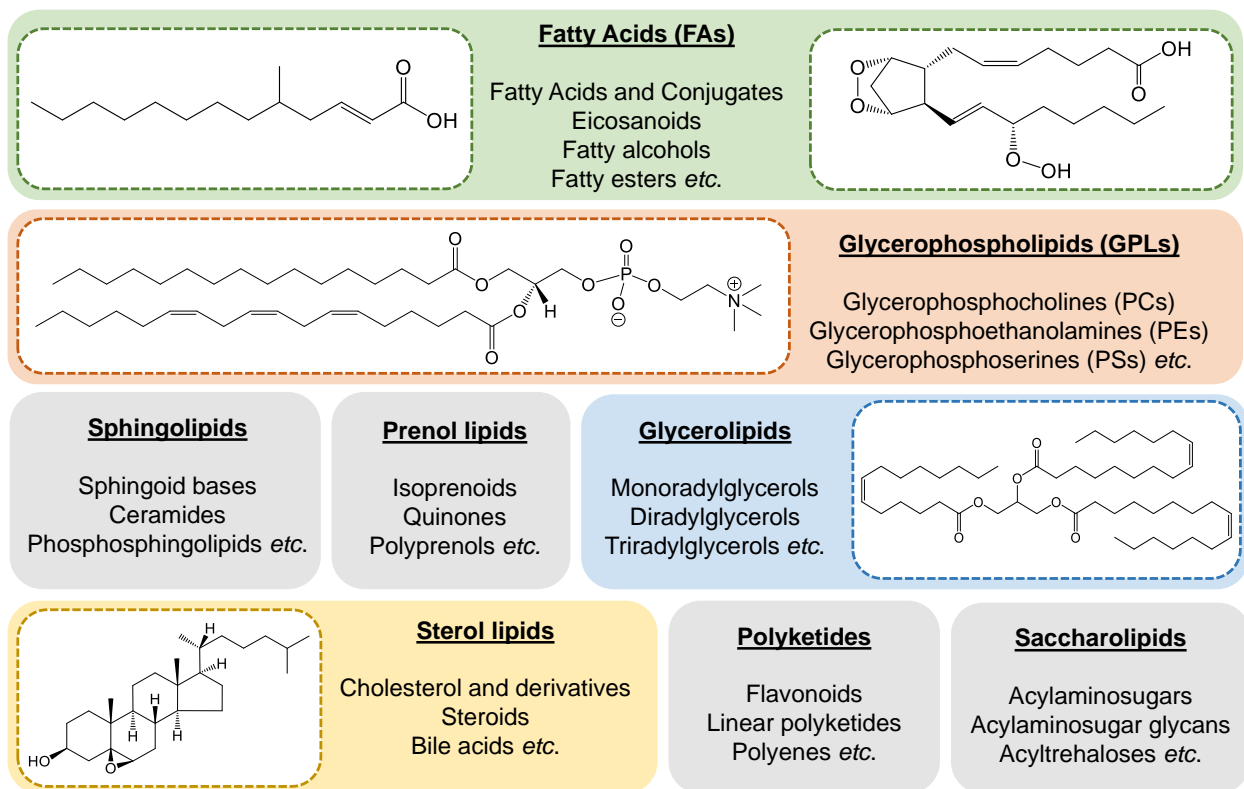 Fatty Acids (FAs)
Fatty Acids and Conjugates
Eicosanoids
Fatty alcohols
Fatty esters etc.
O
OH
O
O
OH
O
O
OH
Glycerophospholipids (GPLs)
Glycerophosphocholines (PCs)
Glycerophosphoethanolamines (PEs)
Glycerophosphoserines (PSs) etc.
O
O
O
O
P
O
O
⊖
N
⊕
H
O
O
Sphingolipids
Sphingoid bases
Ceramides
Phosphosphingolipids etc.
Prenol lipids
Isoprenoids
Quinones
Polyprenols etc.
Glycerolipids
Monoradylglycerols
Diradylglycerols
Triradylglycerols etc.
O
O
O
O
O
O
Sterol lipids
Cholesterol and derivatives
Steroids
Bile acids etc.
H
H
H
H
H
HO
O
Polyketides
Flavonoids
Linear polyketides
Polyenes etc.
Saccharolipids
Acylaminosugars
Acylaminosugar glycans
Acyltrehaloses etc.